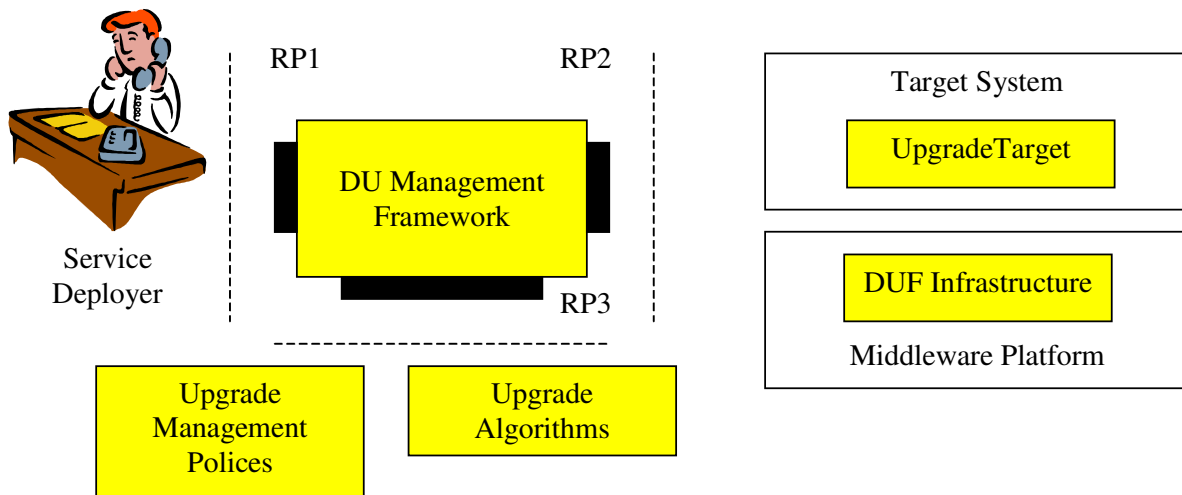 RP1
RP2
Target System
UpgradeTarget
DU Management
Framework
Service
Deployer
DUF Infrastructure
RP3
Middleware Platform
Upgrade
Management
Polices
Upgrade
Algorithms